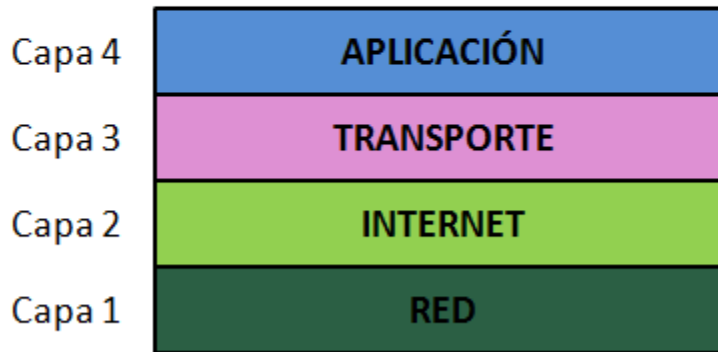 Capa 4 APLICACIÓN
Capa 3 TRANSPORTE
Capa 2 INTERNET
Capa 1 RED